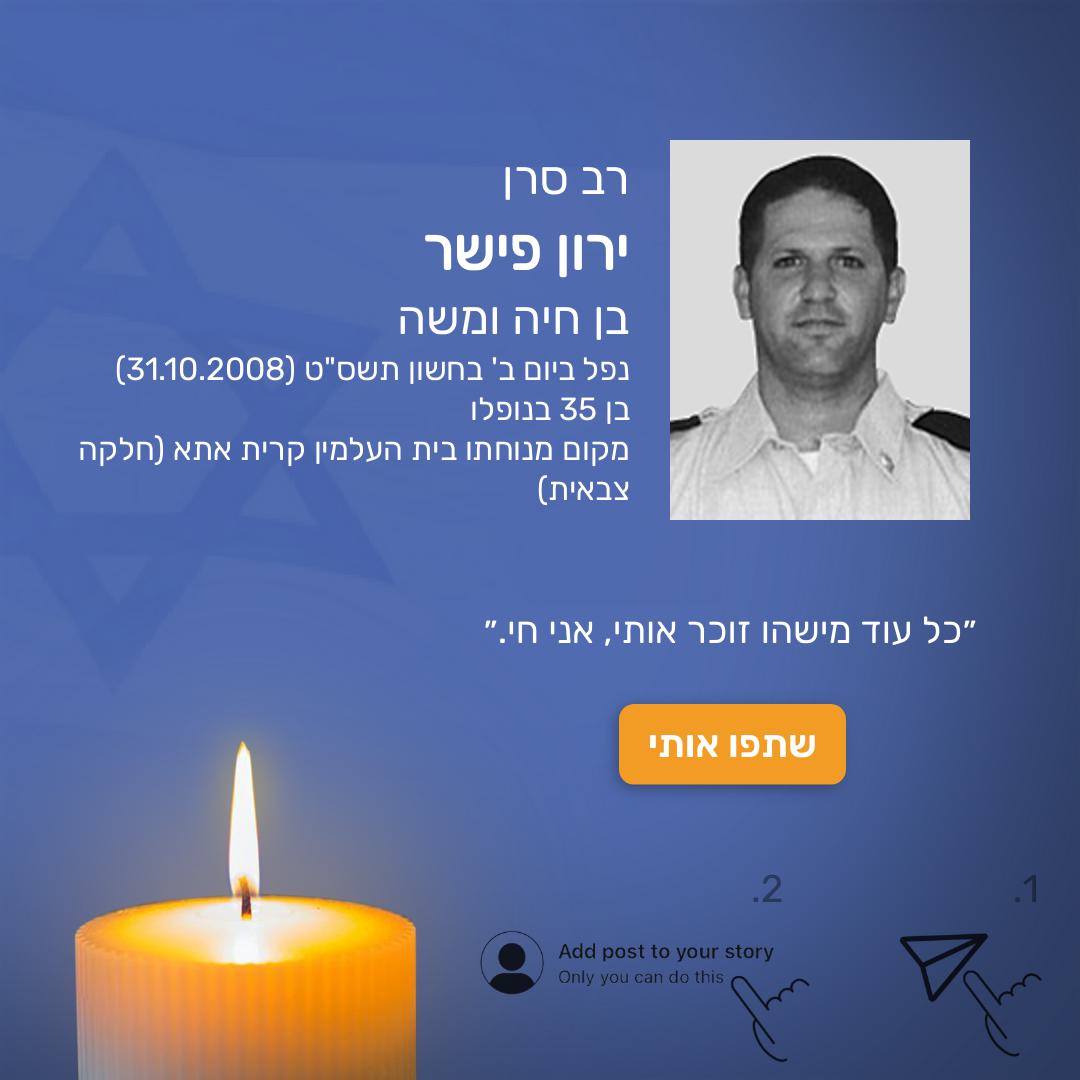 רב סרן
ירון פישר
בן חיה ומשה
נפל ביום ב' בחשון תשס"ט (31.10.2008)
בן 35 בנופלו
מקום מנוחתו בית העלמין קרית אתא (חלקה
צבאית)
״כל עוד מישהו זוכר אותי, אני חי.״
שתפו אותי
.1
.2
Add post to your story
Only you can do this